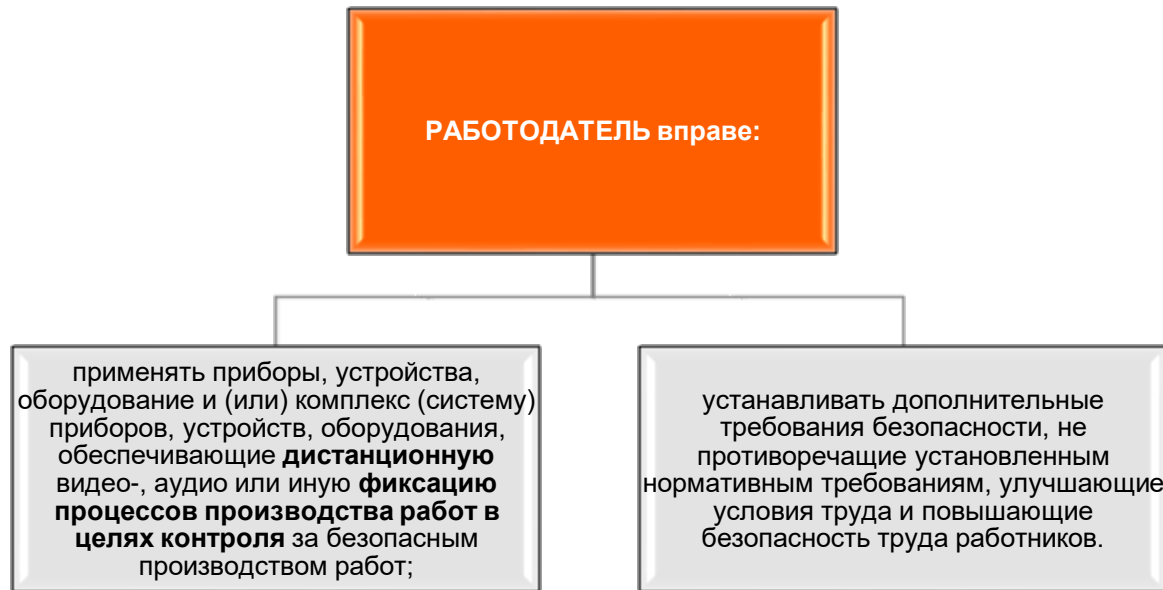 РАБОТОДАТЕЛЬ вправе:
применять приборы, устройства,
оборудование и (или) комплекс (систему)
приборов, устройств, оборудования,
обеспечивающие дистанционную
видео-, аудио или иную фиксацию
процессов производства работ в
целях контроля за безопасным
производством работ;
устанавливать дополнительные
требования безопасности, не
противоречащие установленным
нормативным требованиям, улучшающие
условия труда и повышающие
безопасность труда работников.